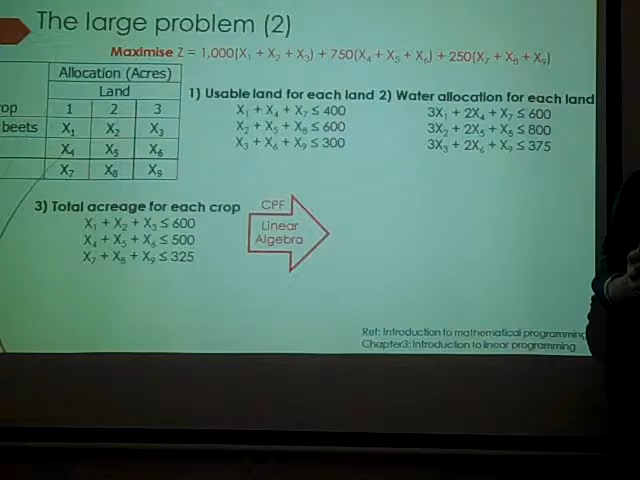 The large problem (2)
Maximise Z = 1,000(X₁ + X₂ + X₃) + 750(X₄ + X₅ + X₆) + 250(X₇ + X₈ + X₉)
Allocation (Acres)
Land
rop 1 2 3
beets X₁ X₂ X₃
X₄ X₅ X₆
X₇ X₈ X₉
1) Usable land for each land
X₁ + X₄ + X₇ ≤ 400
X₂ + X₅ + X₈ ≤ 600
X₃ + X₆ + X₉ ≤ 300
2) Water allocation for each land
3X₁ + 2X₄ + X₇ ≤ 600
3X₂ + 2X₅ + X₈ ≤ 800
3X₃ + 2X₆ + X₉ ≤ 375
3) Total acreage for each crop
X₁ + X₂ + X₃ ≤ 600
X₄ + X₅ + X₆ ≤ 500
X₇ + X₈ + X₉ ≤ 325
CPF
Linear
Algebra
Ref: Introduction to mathematical programming
Chapter3: Introduction to linear programming